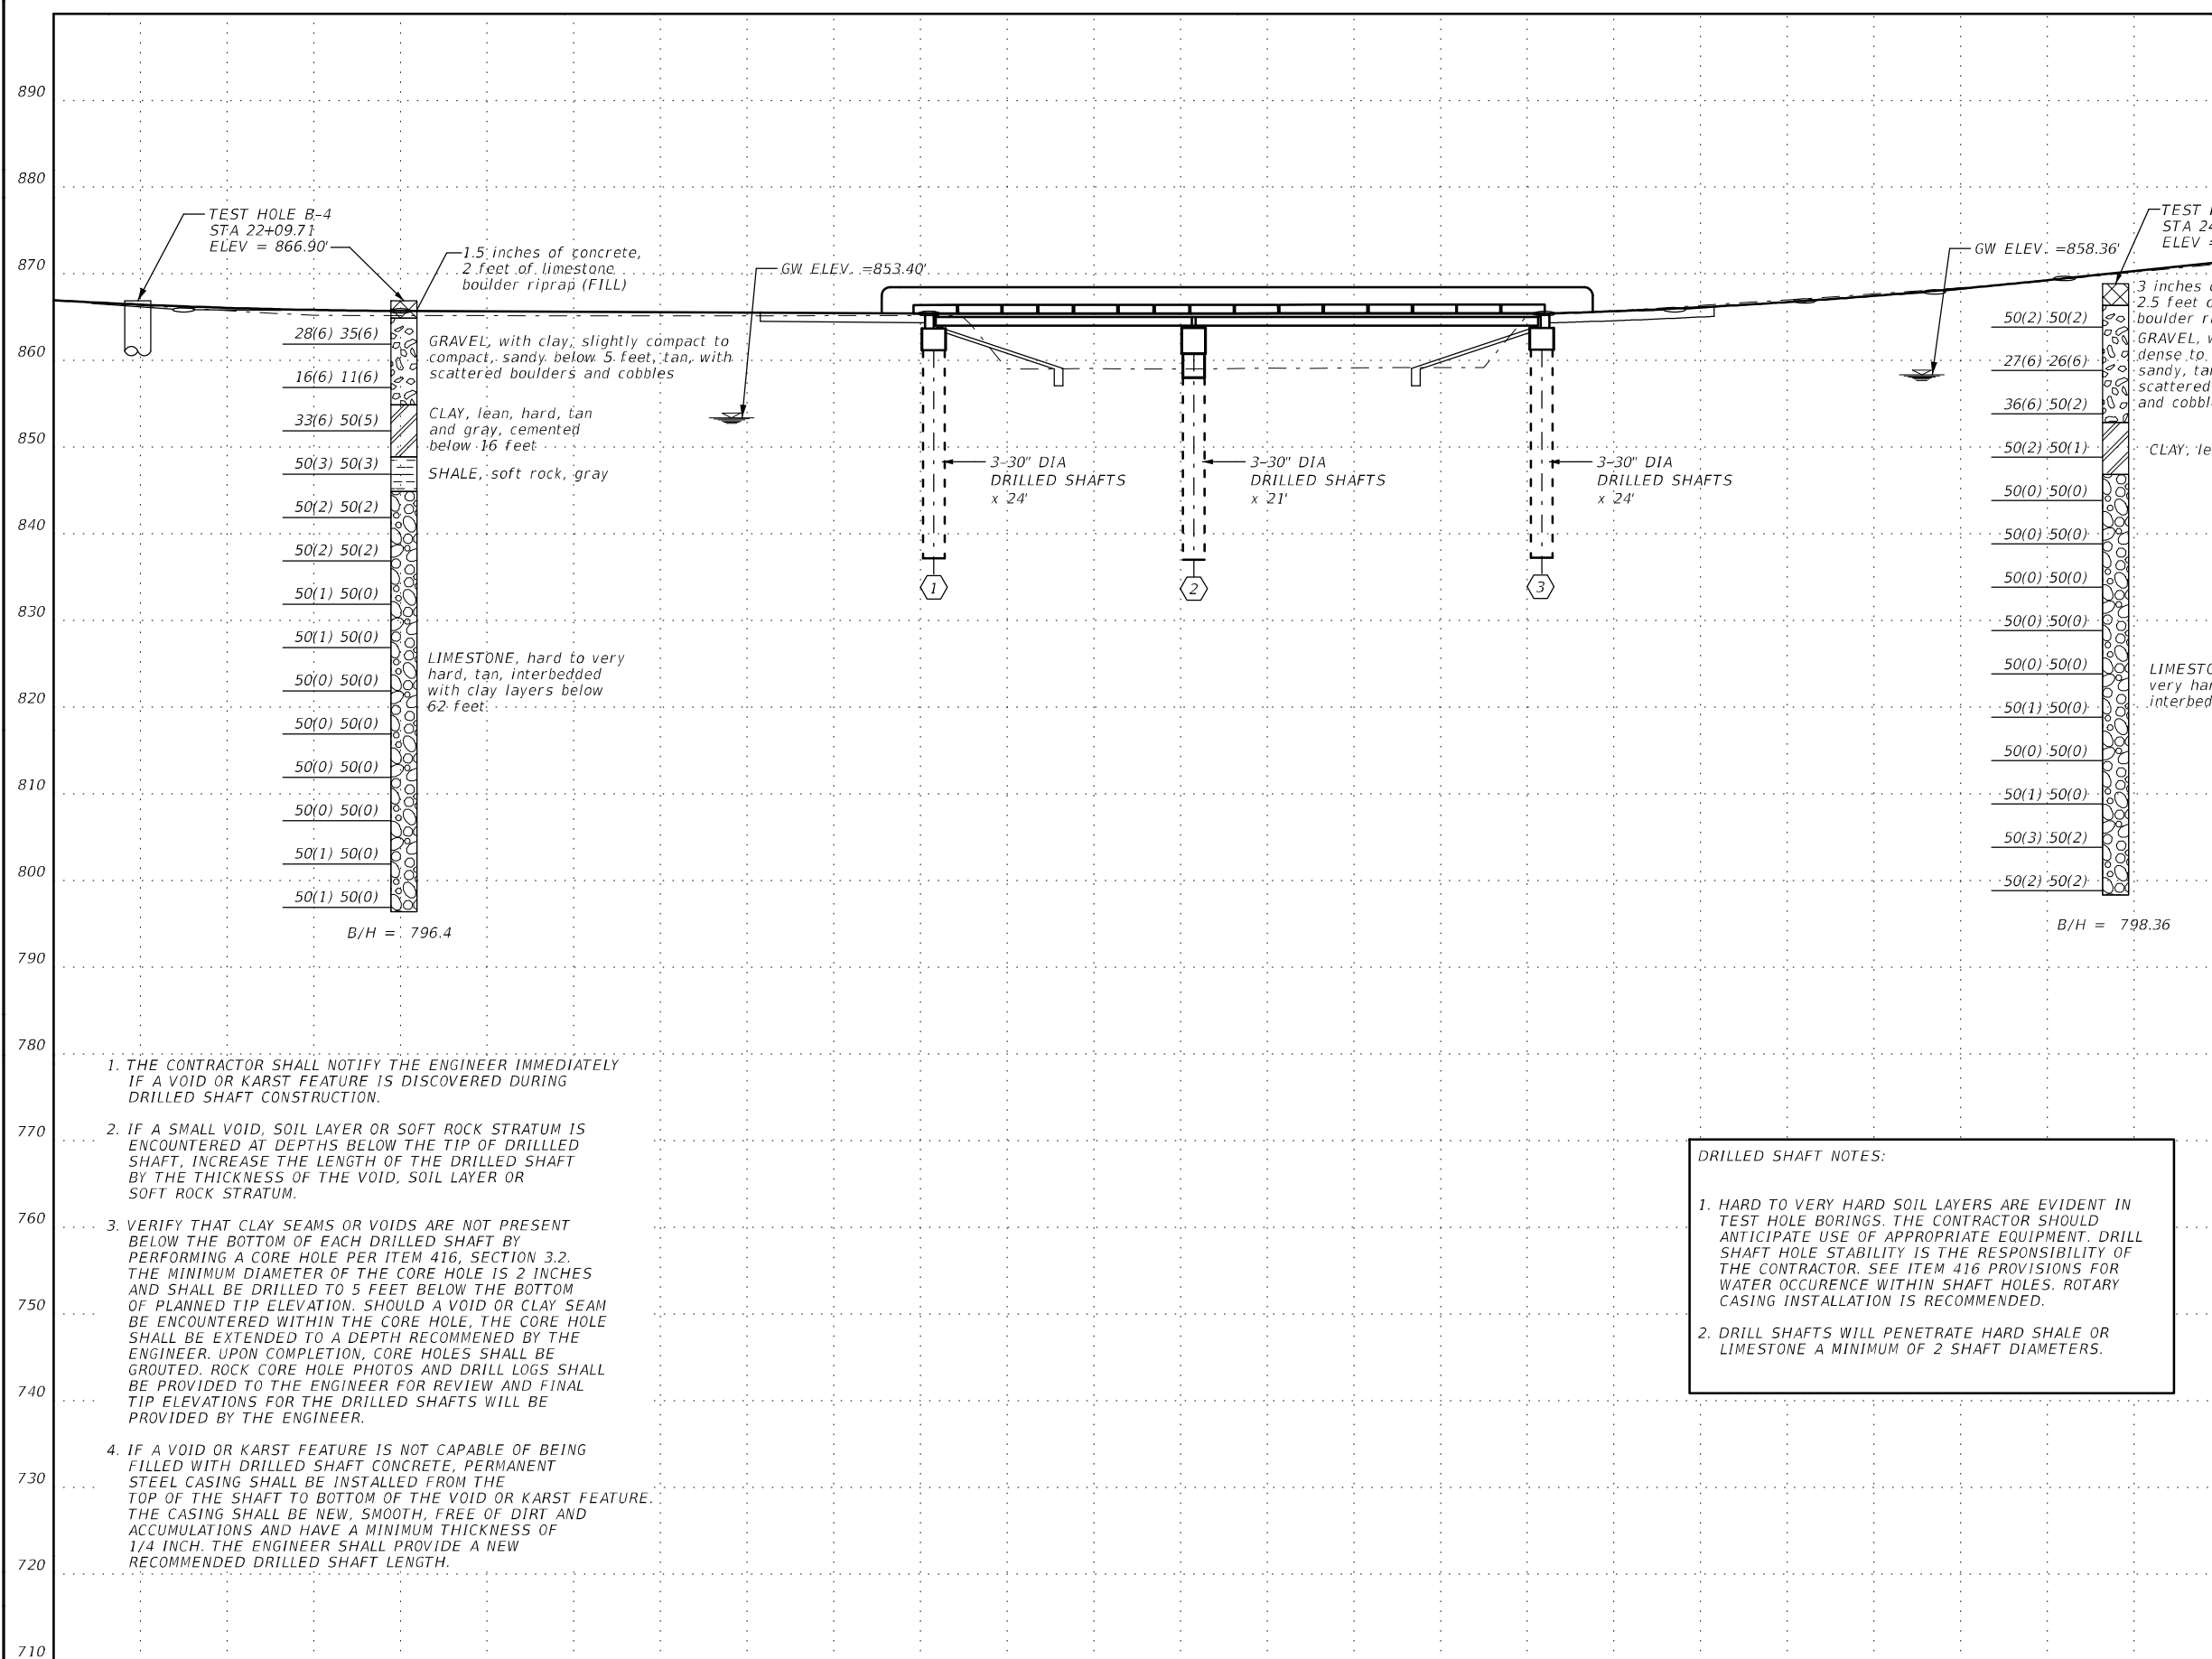 890
880
870
860
850
840
830
820
810
800
790
780
770
760
750
740
730
720
710
TEST HOLE B-4
STA 22+09.71
ELEV = 866.90'
1.5 inches of concrete,
2 feet of limestone
boulder riprap (FILL)
28(6) 35(6)
16(6) 11(6)
33(6) 50(5)
50(3) 50(3)
50(2) 50(2)
50(2) 50(2)
50(1) 50(0)
50(1) 50(0)
50(0) 50(0)
50(0) 50(0)
50(0) 50(0)
50(0) 50(0)
50(1) 50(0)
50(1) 50(0)
GRAVEL, with clay, slightly compact to
compact, sandy below 5 feet, tan, with
scattered boulders and cobbles
CLAY, lean, hard, tan
and gray, cemented
below 16 feet
SHALE, soft rock, gray
LIMESTONE, hard to very
hard, tan, interbedded
with clay layers below
62 feet
B/H = 796.4
GW ELEV. =853.40'
3-30" DIA
DRILLED SHAFTS
x 24'
3-30" DIA
DRILLED SHAFTS
x 21'
3-30" DIA
DRILLED SHAFTS
x 24'
1
2
3
GW ELEV. =858.36'
TEST
STA 24
ELEV =
3 inches
2.5 feet
boulder
GRAVEL,
dense to
sandy,
scattered
and
CLAY,
very
50(2) 50(2)
27(6) 26(6)
36(6) 50(2)
50(2) 50(1)
50(0) 50(0)
50(0) 50(0)
50(0) 50(0)
50(0) 50(0)
50(0) 50(0)
50(1) 50(0)
50(0) 50(0)
50(1) 50(0)
50(3) 50(2)
50(2) 50(2)
B/H = 798.36
1. THE CONTRACTOR SHALL NOTIFY THE ENGINEER IMMEDIATELY
IF A VOID OR KARST FEATURE IS DISCOVERED DURING
DRILLED SHAFT CONSTRUCTION.
2. IF A SMALL VOID, SOIL LAYER OR SOFT ROCK STRATUM IS
ENCOUNTERED AT DEPTHS BELOW THE TIP OF DRILLLED
SHAFT, INCREASE THE LENGTH OF THE DRILLED SHAFT
BY THE THICKNESS OF THE VOID, SOIL LAYER OR
SOFT ROCK STRATUM.
3. VERIFY THAT CLAY SEAMS OR VOIDS ARE NOT PRESENT
BELOW THE BOTTOM OF EACH DRILLED SHAFT BY
PERFORMING A CORE HOLE PER ITEM 416, SECTION 3.2.
THE MINIMUM DIAMETER OF THE CORE HOLE IS 2 INCHES
AND SHALL BE DRILLED TO 5 FEET BELOW THE BOTTOM
OF PLANNED TIP ELEVATION. SHOULD A VOID OR CLAY SEAM
BE ENCOUNTERED WITHIN THE CORE HOLE, THE CORE HOLE
SHALL BE EXTENDED TO A DEPTH RECOMMENED BY THE
ENGINEER. UPON COMPLETION, CORE HOLES SHALL BE
GROUTED. ROCK CORE HOLE PHOTOS AND DRILL LOGS SHALL
BE PROVIDED TO THE ENGINEER FOR REVIEW AND FINAL
TIP ELEVATIONS FOR THE DRILLED SHAFTS WILL BE
PROVIDED BY THE ENGINEER.
4. IF A VOID OR KARST FEATURE IS NOT CAPABLE OF BEING
FILLED WITH DRILLED SHAFT CONCRETE, PERMANENT
STEEL CASING SHALL BE INSTALLED FROM THE
TOP OF THE SHAFT TO BOTTOM OF THE VOID OR KARST FEATURE.
THE CASING SHALL BE NEW, SMOOTH, FREE OF DIRT AND
ACCUMULATIONS AND HAVE A MINIMUM THICKNESS OF
1/4 INCH. THE ENGINEER SHALL PROVIDE A NEW
RECOMMENDED DRILLED SHAFT LENGTH.
DRILLED SHAFT NOTES:
1. HARD TO VERY HARD SOIL LAYERS ARE EVIDENT IN
TEST HOLE BORINGS. THE CONTRACTOR SHOULD
ANTICIPATE USE OF APPROPRIATE EQUIPMENT. DRILL
SHAFT HOLE STABILITY IS THE RESPONSIBILITY OF
THE CONTRACTOR. SEE ITEM 416 PROVISIONS FOR
WATER OCCURENCE WITHIN SHAFT HOLES. ROTARY
CASING INSTALLATION IS RECOMMENDED.
2. DRILL SHAFTS WILL PENETRATE HARD SHALE OR
LIMESTONE A MINIMUM OF 2 SHAFT DIAMETERS.